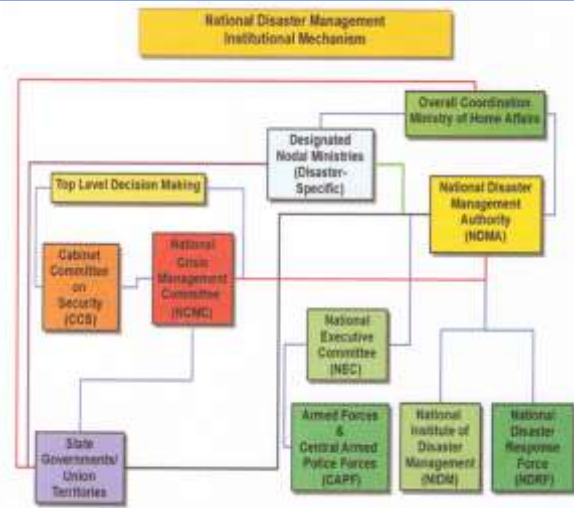 National Disaster Management
Institutional Mechanism
Overall Coordination
Ministry of Home Affairs
Designated
Nodal Ministries
(Disaster-
Specific)
Top Level Decision Making
National Disaster
Management
Authority
(NDMA)
Cabinet
Committee
on
Security
(CCS)
National
Crisis
Management
Committee
(NCMC)
National
Executive
Committee
(NEC)
State
Governments/
Union
Territories
Armed Forces
&
Central Armed
Police Forces
(CAPF)
National
Institute of
Disaster
Management
(NIDM)
National
Disaster
Response
Force
(NDRF)